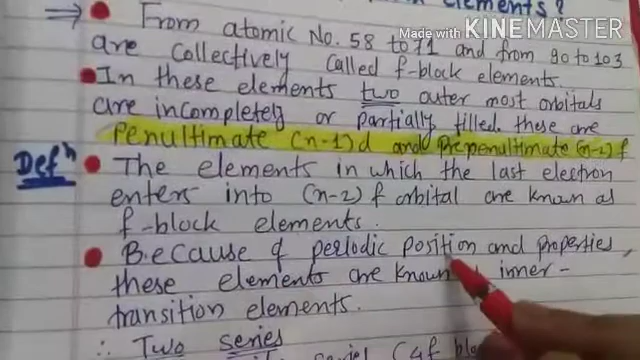 Elements?
Made with KINEMASTER
⇒ • From atomic No. 58 to 71 and from 90 to 103
are collectively called f-block elements.
• In these elements two outer most orbitals
are incompletely or partially filled. these are
Penultimate (n-1)d and prepenultimate (n-2)f
Defⁿ • The elements in which the last electron
enters into (n-2) f orbital are known as
f-block elements.
• Because of periodic position and properties,
these elements are known inner-
transition elements.
∴ Two series
(4f